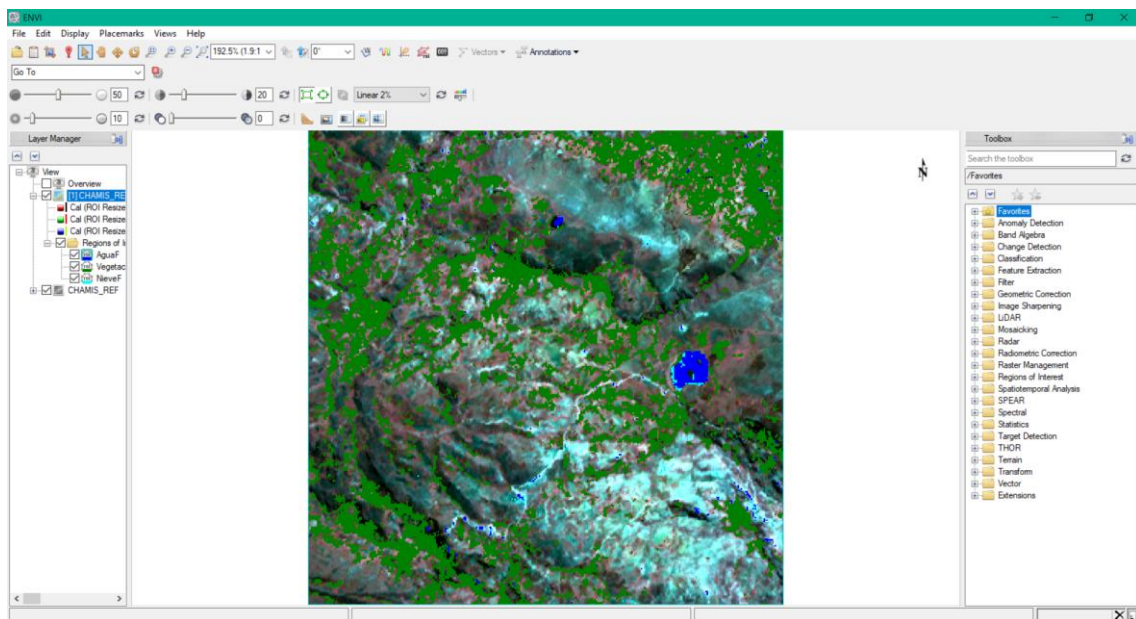 ENVI
File Edit Display Placemarks Views Help
192.5% (1.9:1 0° Vectors Annotations
Go To
50 20 Linear 2%
10 0
Layer Manager
View
Overview
[1] CHAMIS_RE
Cal (ROI Resize
Cal (ROI Resize
Cal (ROI Resize
Regions of I
AguaF
Vegetac
NieveF
CHAMIS_REF
N
Toolbox
Search the toolbox
/Favorites
Favorites
Anomaly Detection
Band Algebra
Change Detection
Classification
Feature Extraction
Filter
Geometric Correction
Image Sharpening
LiDAR
Mosaicking
Radar
Radiometric Correction
Raster Management
Regions of Interest
Spatiotemporal Analysis
SPEAR
Spectral
Statistics
Target Detection
THOR
Terrain
Transform
Vector
Extensions